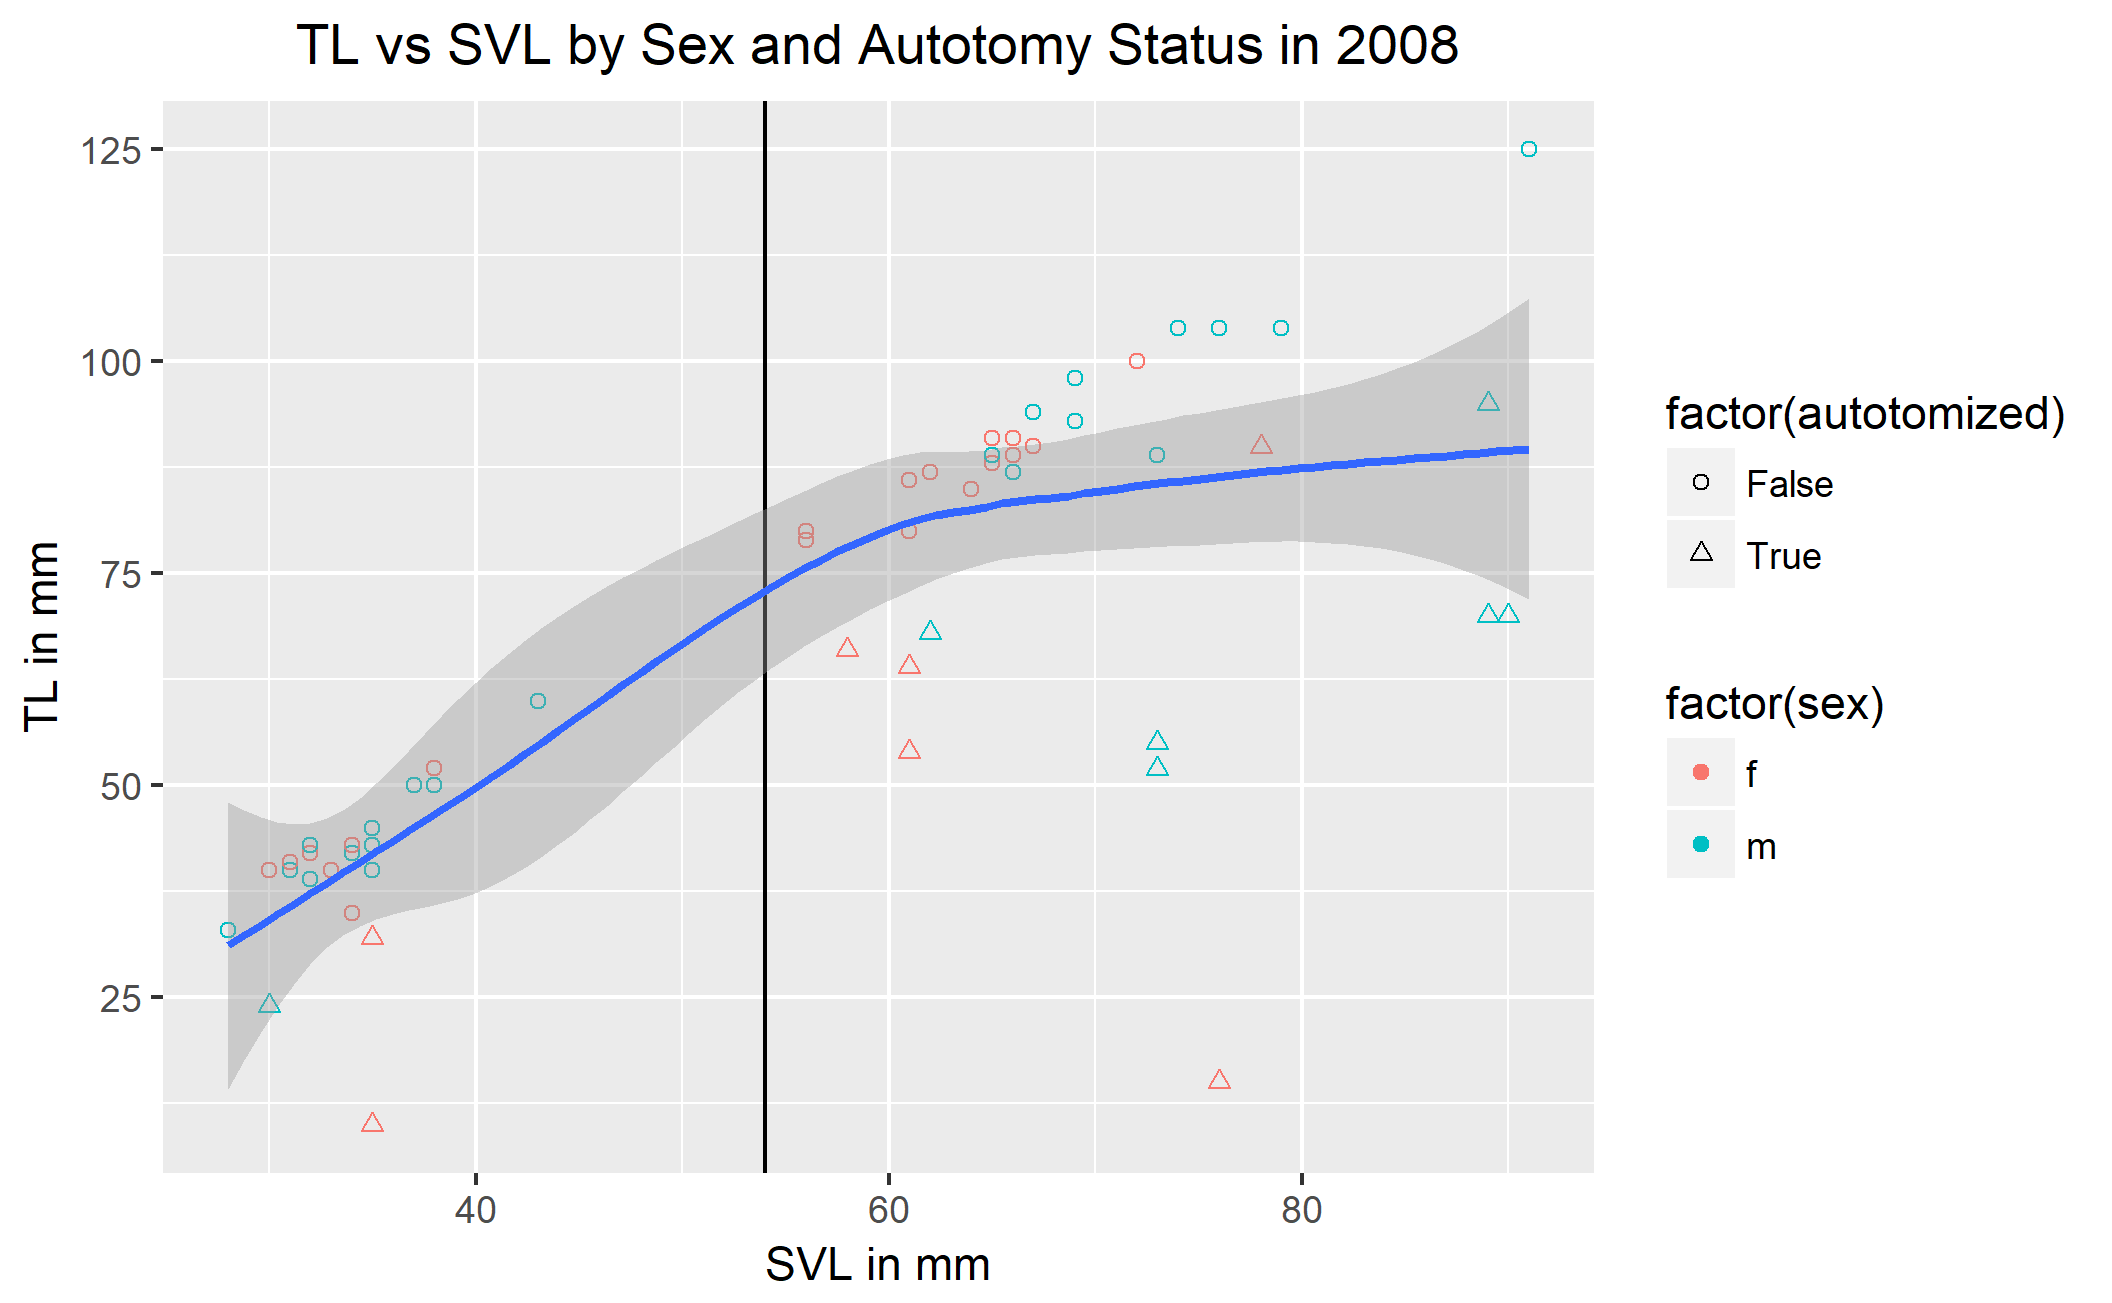 TL vs SVL by Sex and Autotomy Status in 2008
125
100
75
50
25
TL in mm
40 60 80
SVL in mm
factor(autotomized)
False
True
factor(sex)
f
m